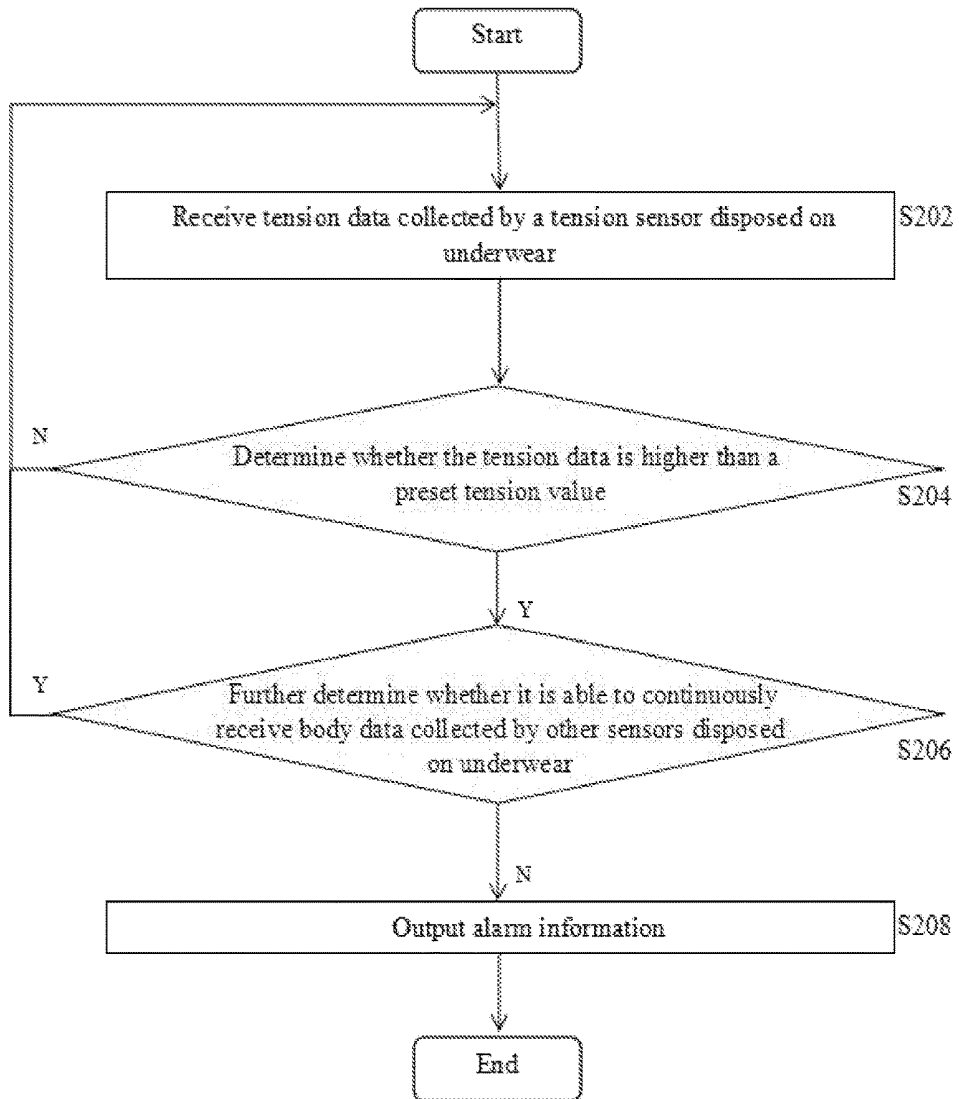 Start
Receive tension data collected by a tension sensor disposed on
underwear
S202
N
Determine whether the tension data is higher than a
preset tension value
S204
Y
Y
Further determine whether it is able to continuously
receive body data collected by other sensors disposed
on underwear
S206
N
Output alarm information
S208
End